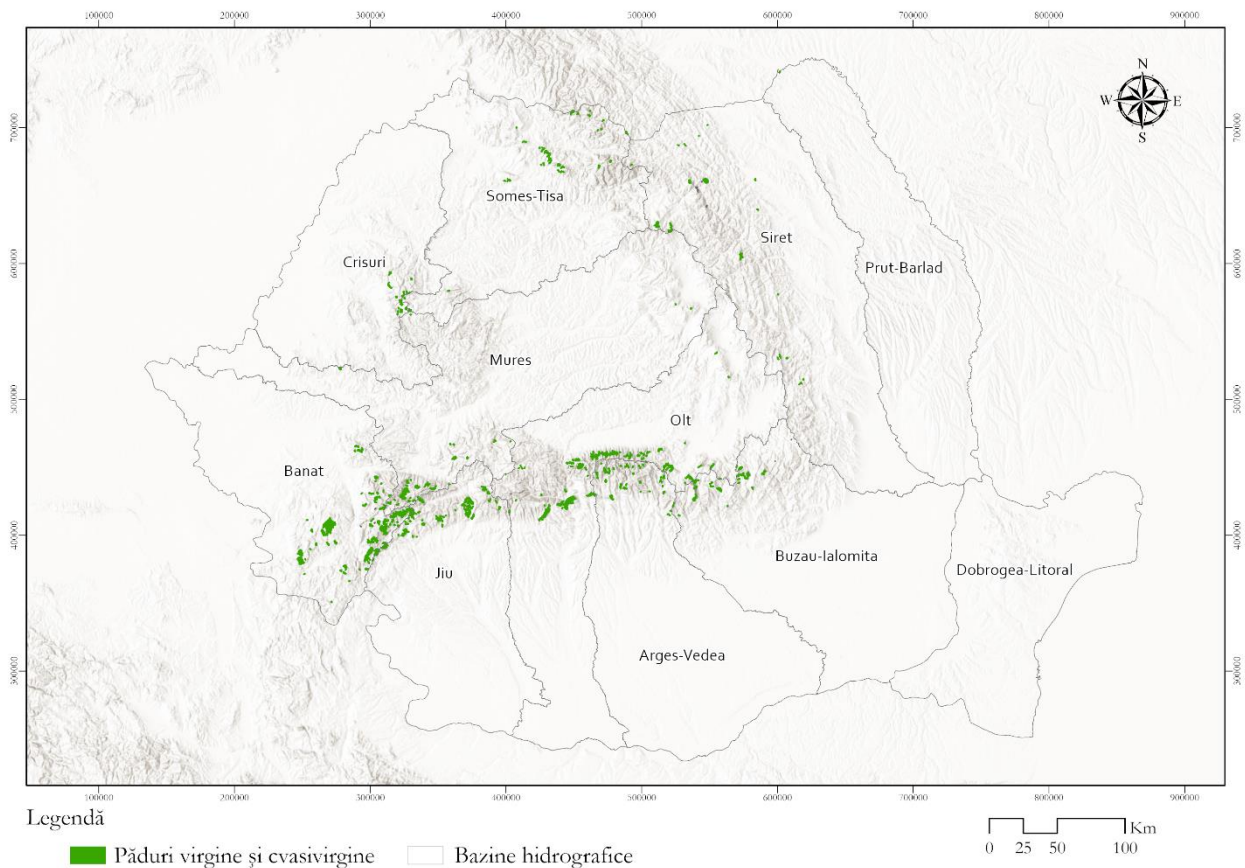 100000 200000 300000 400000 500000 600000 700000 800000 900000
N
W E
S
700000 700000
Somes-Tisa
Siret
600000 Crisuri Prut-Barlad 600000
Mures
500000 500000
Olt
Banat
400000 400000
Buzau-Ialomita
Jiu Dobrogea-Litoral
Arges-Vedea
300000 300000
100000 200000 300000 400000 500000 600000 700000 800000 900000
Legendă
Păduri virgine și cvasivirgine Bazine hidrografice
Km
0 25 50 100